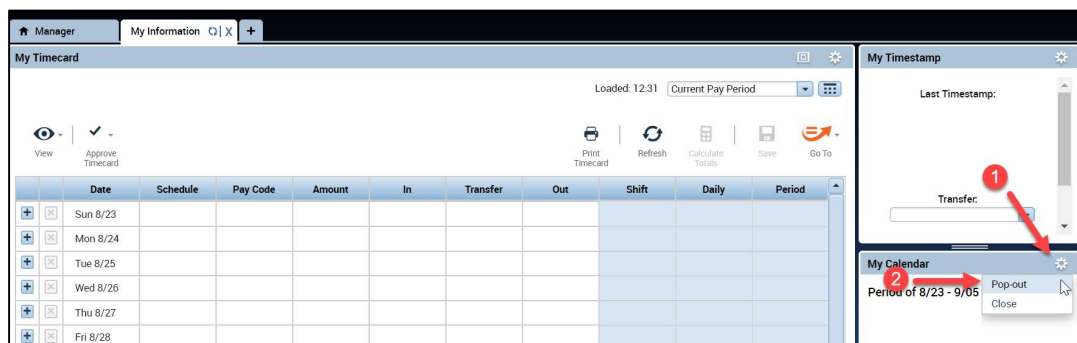 Manager
My Information X
+
My Timecard
Loaded: 12:31 Current Pay Period
View
Approve
Timecard
Print
Timecard
Refresh
Calculate
Totals
Save
Go To
Date Schedule Pay Code Amount In Transfer Out Shift Daily Period
Sun 8/23
Mon 8/24
Tue 8/25
Wed 8/26
Thu 8/27
Fri 8/28
My Timestamp
Last Timestamp:
Transfer:
1
My Calendar
2
Period of 8/23 - 9/05
Pop-out
Close